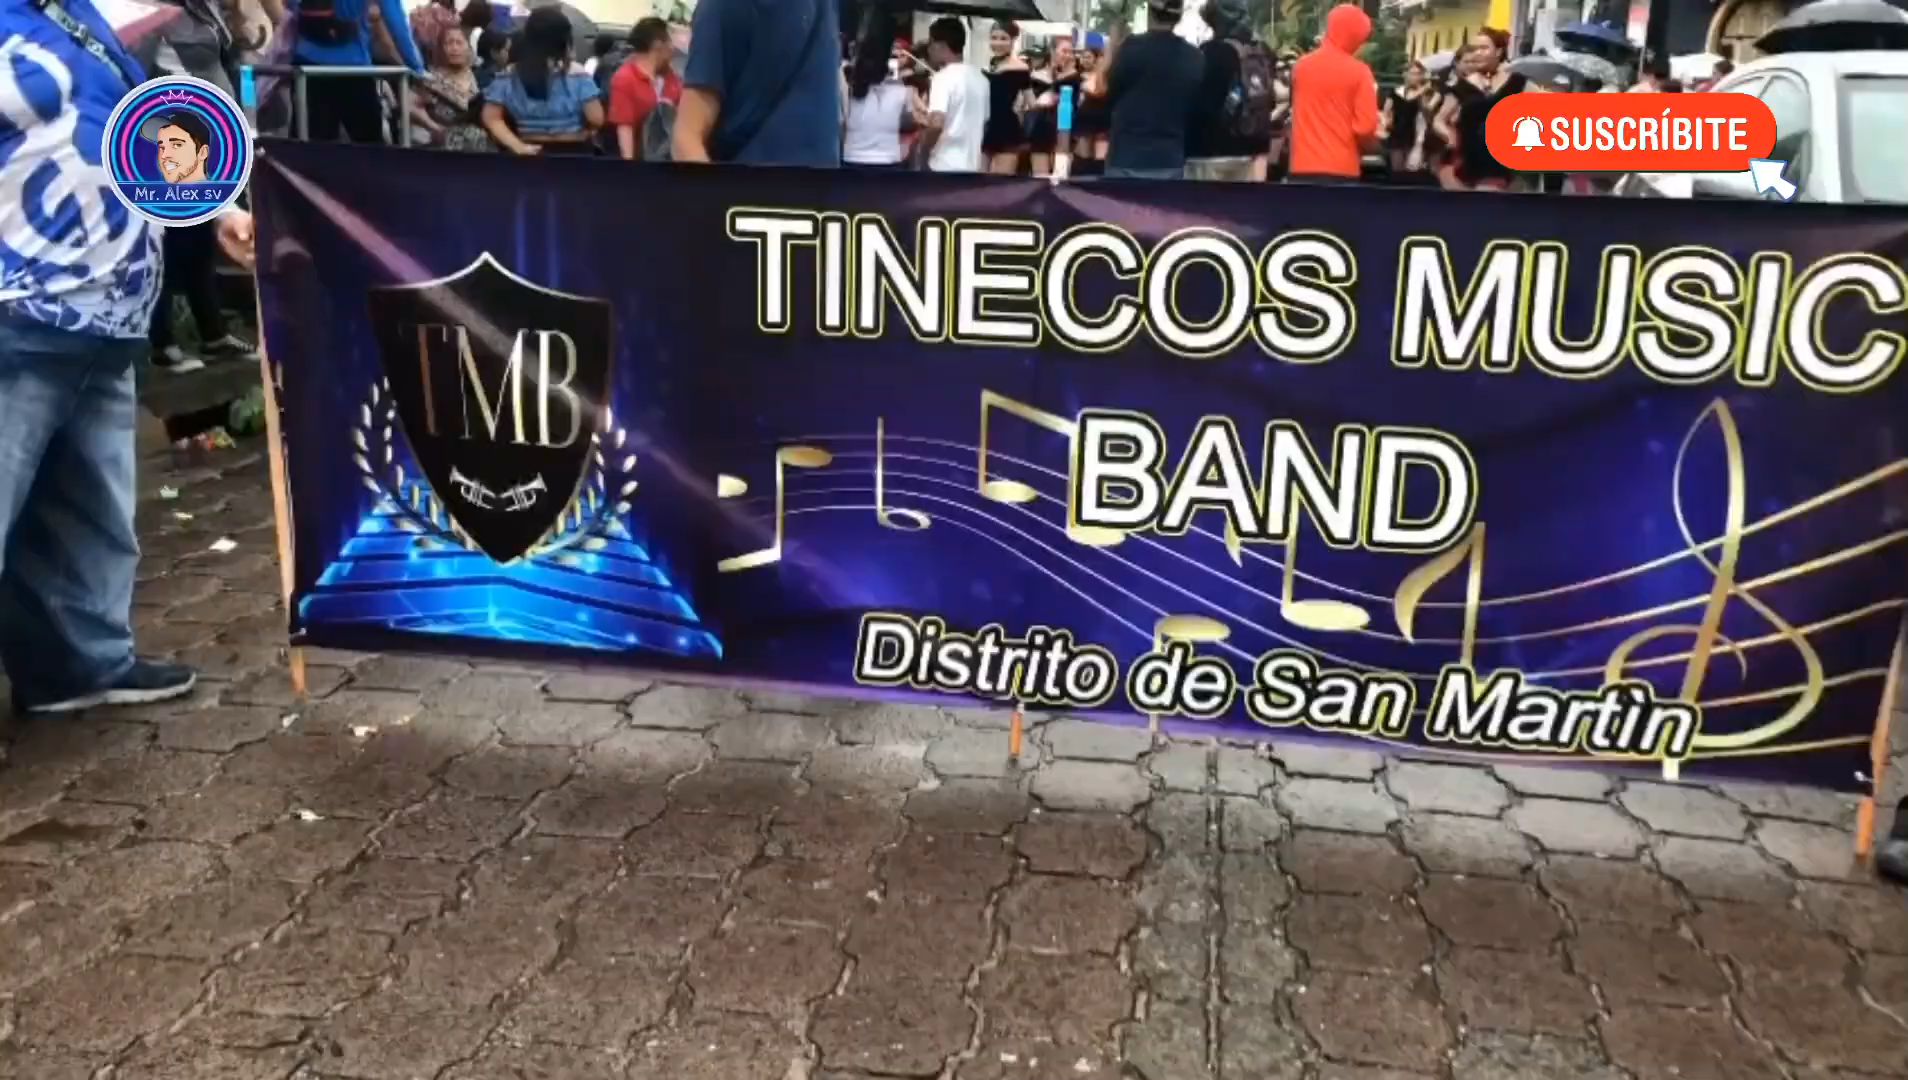 Mr. Alex sv
SUSCRÍBITE
TINECOS MUSIC
BAND
TMB
Distrito de San Martìn